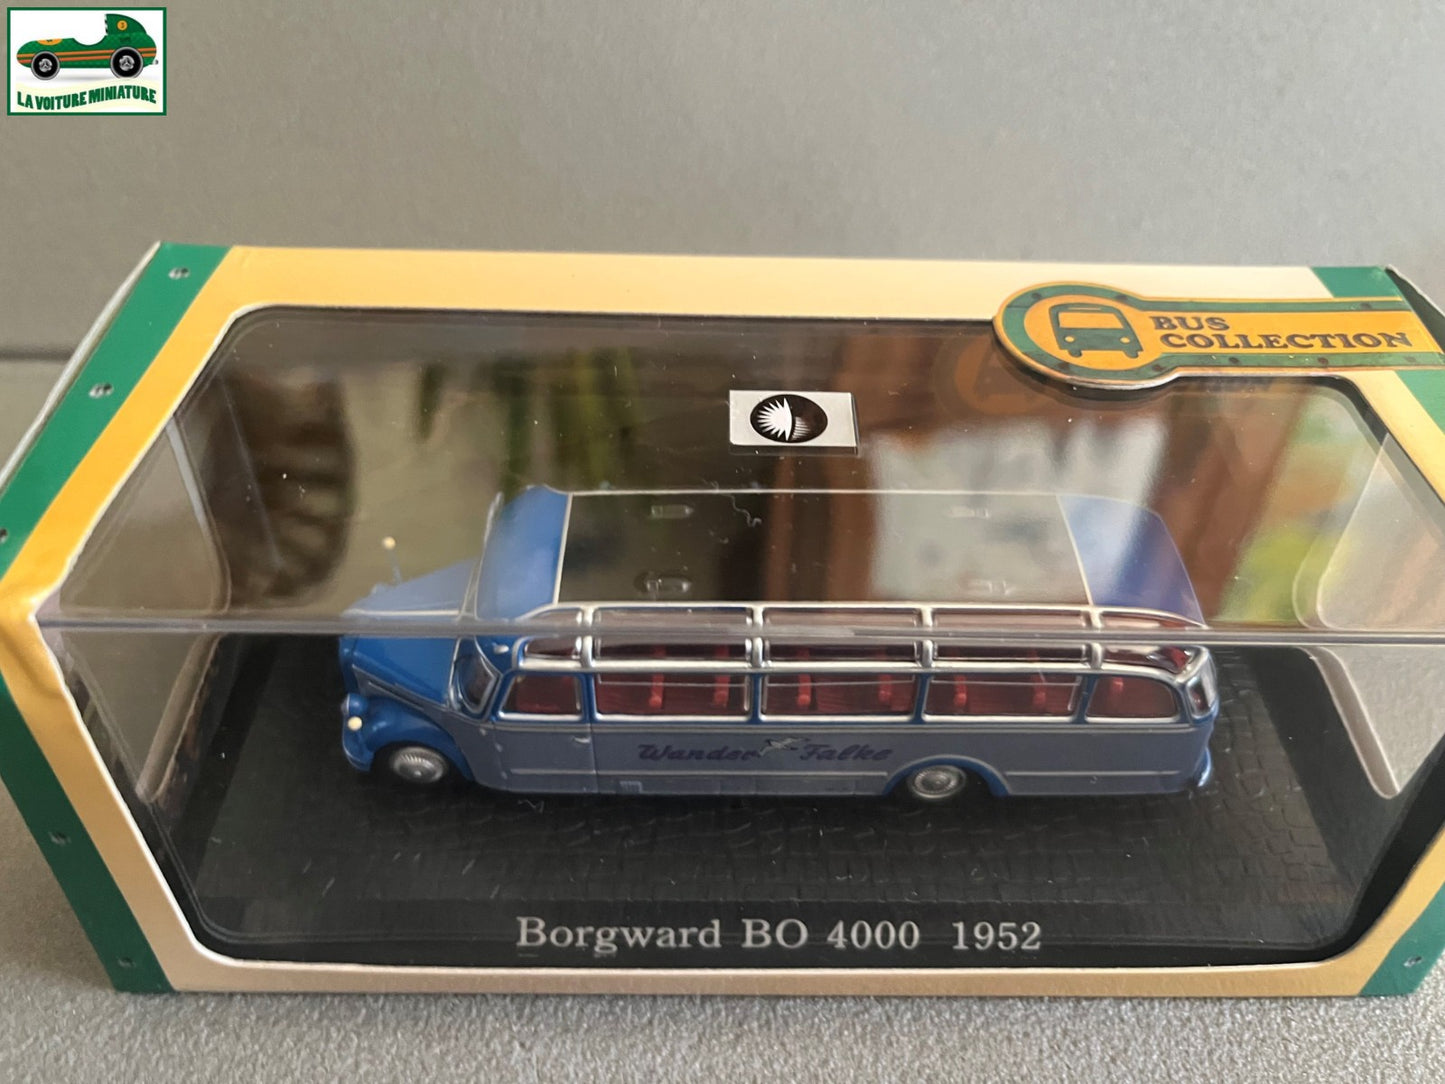 LA VOITURE MINIATURE
BUS
COLLECTION
Wander Falke
Borgward BO 4000 1952